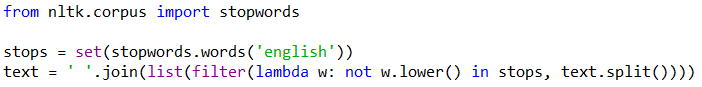 from nltk.corpus import stopwords
stops = set(stopwords.words('english'))
text = ' '.join(list(filter(lambda w: not w.lower() in stops, text.split())))